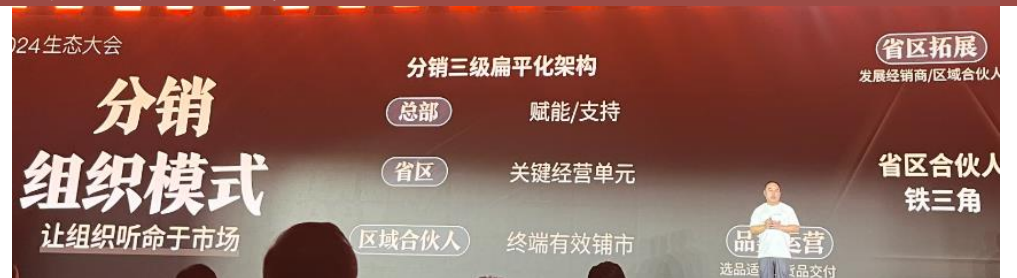 024生态大会
分销
组织模式
让组织听命于市场
分销三级扁平化架构
总部 赋能/支持
省区 关键经营单元
区域合伙人 终端有效铺市
省区拓展
发展经销商/区域合伙人
省区合伙人
铁三角
品 运营
选品适 货品交付